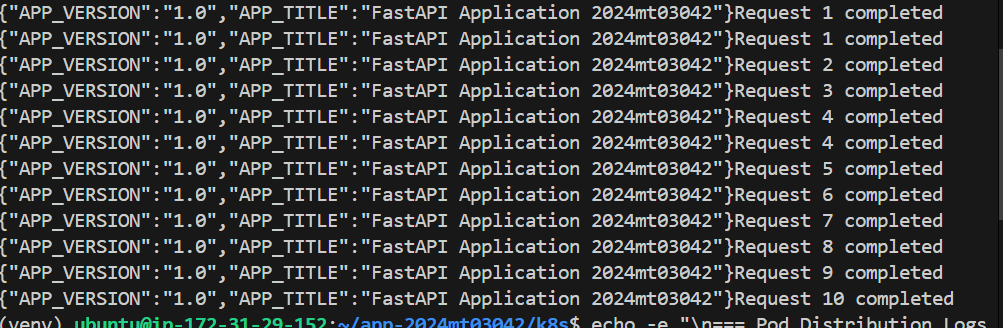 {"APP_VERSION":"1.0","APP_TITLE":"FastAPI Application 2024mt03042"}Request 1 completed
{"APP_VERSION":"1.0","APP_TITLE":"FastAPI Application 2024mt03042"}Request 1 completed
{"APP_VERSION":"1.0","APP_TITLE":"FastAPI Application 2024mt03042"}Request 2 completed
{"APP_VERSION":"1.0","APP_TITLE":"FastAPI Application 2024mt03042"}Request 3 completed
{"APP_VERSION":"1.0","APP_TITLE":"FastAPI Application 2024mt03042"}Request 4 completed
{"APP_VERSION":"1.0","APP_TITLE":"FastAPI Application 2024mt03042"}Request 4 completed
{"APP_VERSION":"1.0","APP_TITLE":"FastAPI Application 2024mt03042"}Request 5 completed
{"APP_VERSION":"1.0","APP_TITLE":"FastAPI Application 2024mt03042"}Request 6 completed
{"APP_VERSION":"1.0","APP_TITLE":"FastAPI Application 2024mt03042"}Request 7 completed
{"APP_VERSION":"1.0","APP_TITLE":"FastAPI Application 2024mt03042"}Request 8 completed
{"APP_VERSION":"1.0","APP_TITLE":"FastAPI Application 2024mt03042"}Request 9 completed
{"APP_VERSION":"1.0","APP_TITLE":"FastAPI Application 2024mt03042"}Request 10 completed
(venv) ubuntu@ip-172-31-29-152:~/app-2024mt03042/k8s$ echo -e "\n=== Pod Distribution Logs